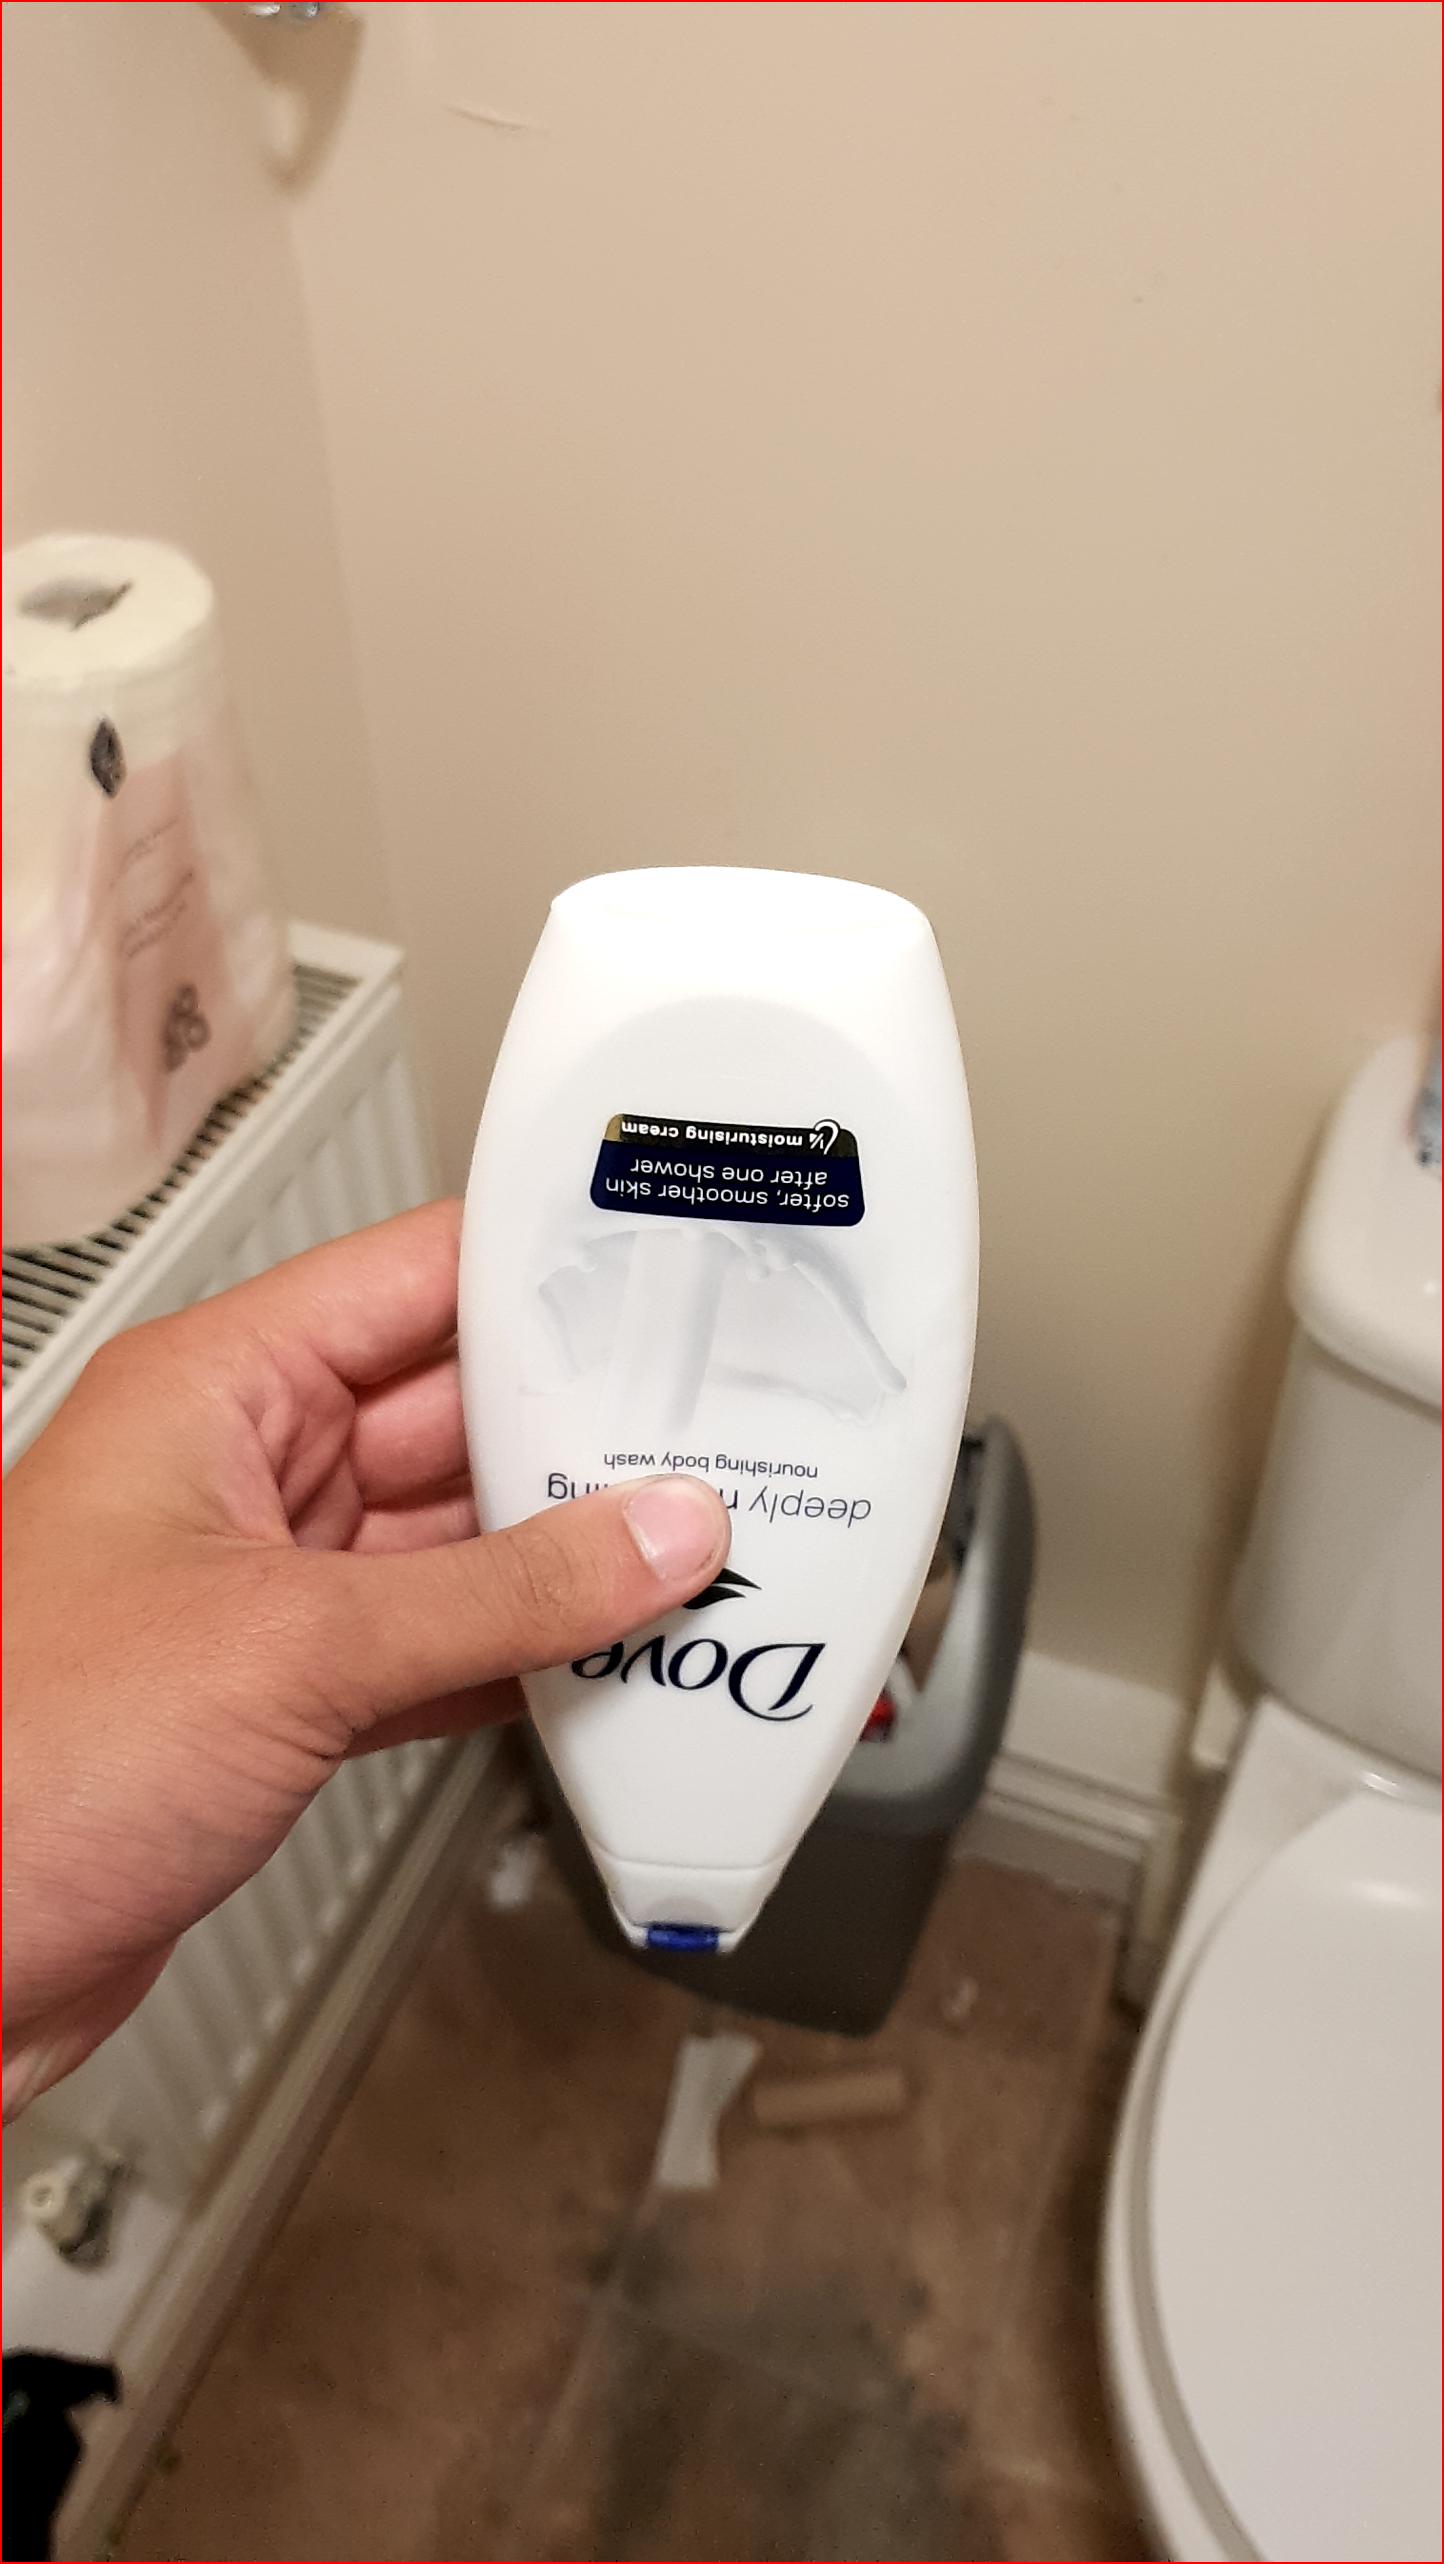 Dove
deeply
nourishing body wash
softer, smoother skin
after one shower
¼ moisturising cream